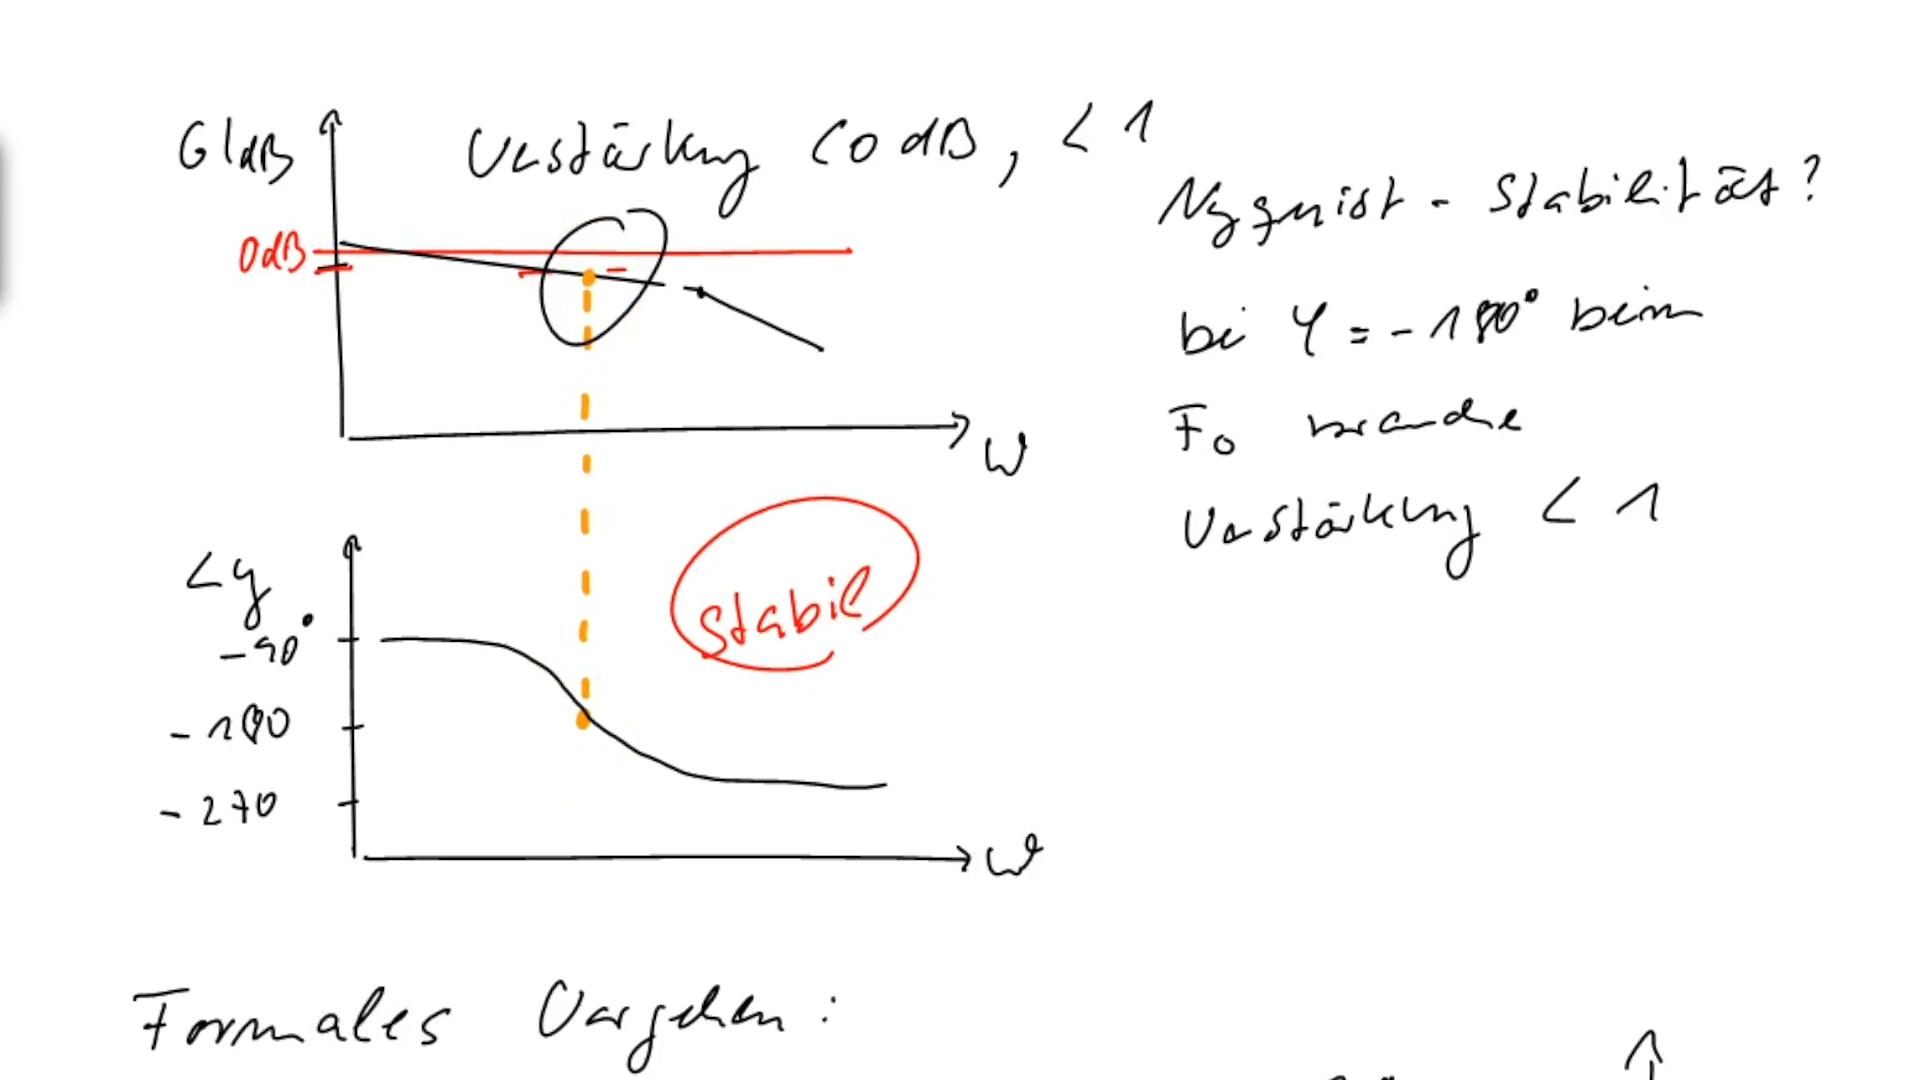 G|dB
Verstärkung < 0 dB, < 1
0dB
ω
Nyquist - Stabilität?
bei φ = -180° beim
F0 brauche
Verstärkung < 1
∠φ
-90°
-180
-270
stabil
ω
Formales Vorgehen: